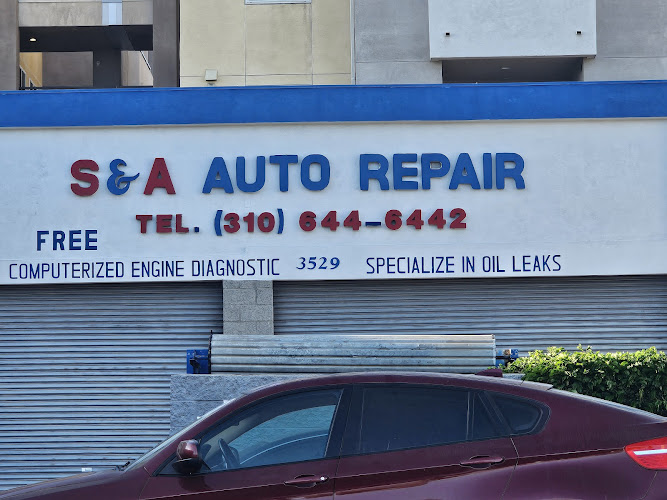 S & A AUTO REPAIR
TEL. (310) 644-6442
FREE
COMPUTERIZED ENGINE DIAGNOSTIC 3529 SPECIALIZE IN OIL LEAKS